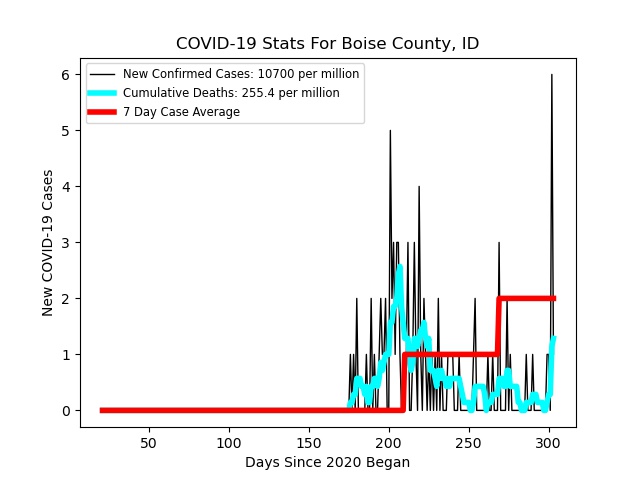 COVID-19 Stats For Boise County, ID
New Confirmed Cases: 10700 per million
Cumulative Deaths: 255.4 per million
7 Day Case Average
New COVID-19 Cases
6
5
4
3
2
1
0
50 100 150 200 250 300
Days Since 2020 Began